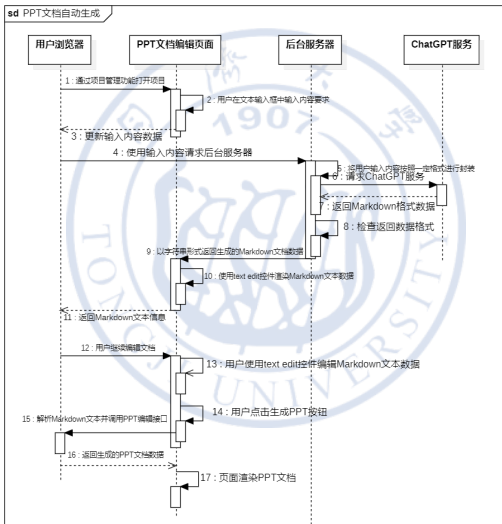 sd PPT文档自动生成
用户浏览器
PPT文档编辑页面
后台服务器
ChatGPT服务
1 : 通过项目管理功能打开项目
2 : 用户在文本输入框中输入内容要求
3 : 更新输入内容数据
4 : 使用输入内容请求后台服务器
5 : 将用户输入内容按照一定格式进行封装
6 : 请求ChatGPT服务
7 : 返回Markdown格式数据
8 : 检查返回数据格式
9 : 以字符串形式返回生成的Markdown文档数据
10 : 使用text edit控件渲染Markdown文本数据
11 : 返回Markdown文本信息
12 : 用户继续编辑文档
13 : 用户使用text edit控件编辑Markdown文本数据
14 : 用户点击生成PPT按钮
15 : 解析Markdown文本并调用PPT编辑接口
16 : 返回生成的PPT文档数据
17 : 页面渲染PPT文档
1907
TONGJI UNIVERSITY